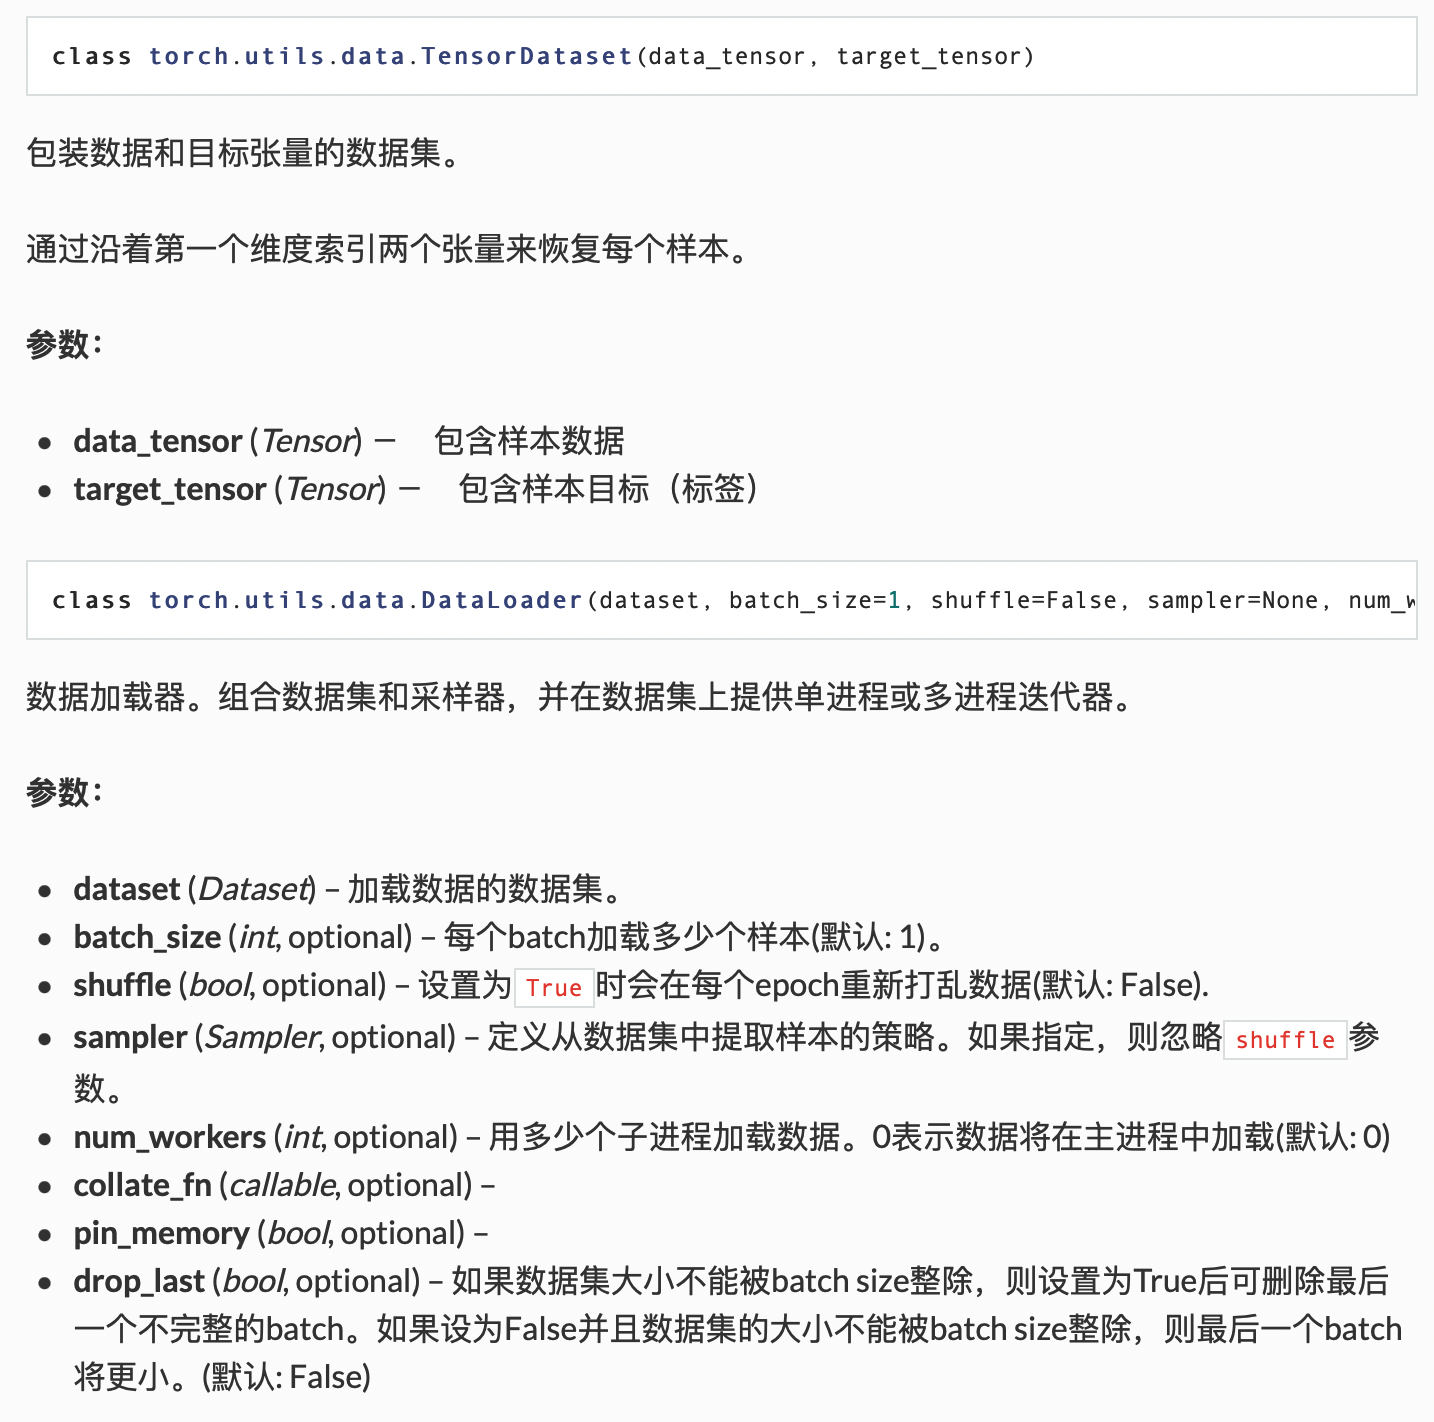 class torch.utils.data.TensorDataset(data_tensor, target_tensor)
包装数据和目标张量的数据集。
通过沿着第一个维度索引两个张量来恢复每个样本。
参数：
● data_tensor (Tensor) － 包含样本数据
● target_tensor (Tensor) － 包含样本目标（标签）
class torch.utils.data.DataLoader(dataset, batch_size=1, shuffle=False, sampler=None, num_w
数据加载器。组合数据集和采样器，并在数据集上提供单进程或多进程迭代器。
参数：
● dataset (Dataset) – 加载数据的数据集。
● batch_size (int, optional) – 每个batch加载多少个样本(默认: 1)。
● shuffle (bool, optional) – 设置为True时会在每个epoch重新打乱数据(默认: False).
● sampler (Sampler, optional) – 定义从数据集中提取样本的策略。如果指定，则忽略shuffle参
数。
● num_workers (int, optional) – 用多少个子进程加载数据。0表示数据将在主进程中加载(默认: 0)
● collate_fn (callable, optional) –
● pin_memory (bool, optional) –
● drop_last (bool, optional) – 如果数据集大小不能被batch size整除，则设置为True后可删除最后
一个不完整的batch。如果设为False并且数据集的大小不能被batch size整除，则最后一个batch
将更小。(默认: False)